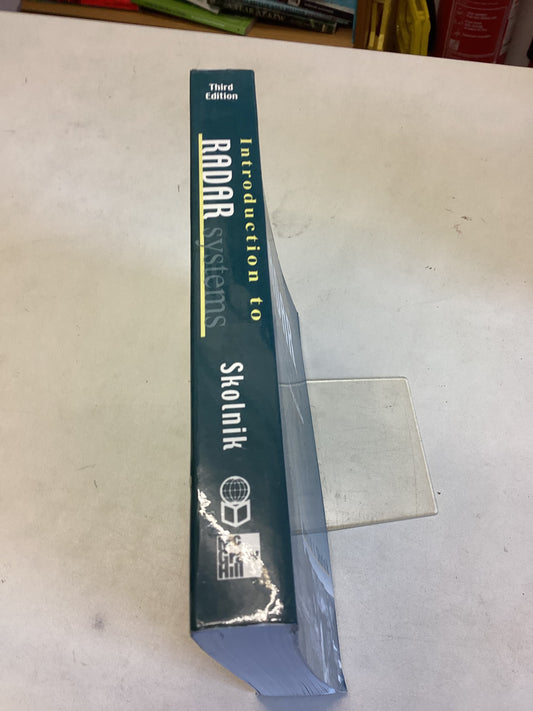 Third
Edition
Introduction to
RADAR systems
Skolnik